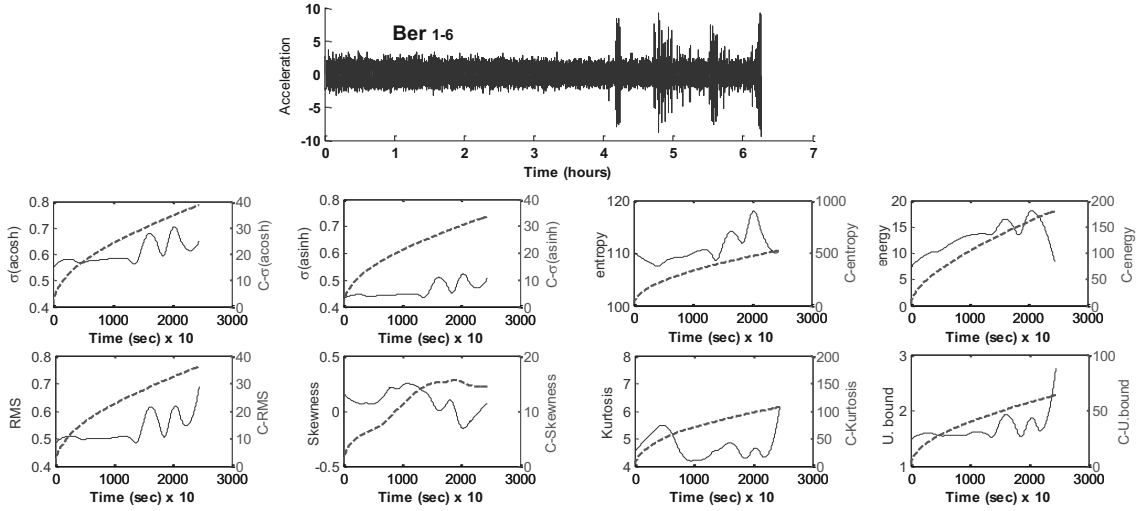 10
5
0
-5
-10
Acceleration
Ber 1-6
0 1 2 3 4 5 6 7
Time (hours)
0.8
0.7
0.6
0.5
0.4
σ(acosh)
40
30
20
10
0
C-σ(acosh)
0 1000 2000 3000
Time (sec) x 10
0.8
0.7
0.6
0.5
0.4
σ(asinh)
40
30
20
10
0
C-σ(asinh)
0 1000 2000 3000
Time (sec) x 10
120
110
100
entropy
1000
500
0
C-entropy
0 1000 2000 3000
Time (sec) x 10
20
15
10
5
0
energy
200
150
100
50
0
C-energy
0 1000 2000 3000
Time (sec) x 10
0.8
0.7
0.6
0.5
0.4
RMS
40
30
20
10
0
C-RMS
0 1000 2000 3000
Time (sec) x 10
0.5
0
-0.5
Skewness
20
10
0
C-Skewness
0 1000 2000 3000
Time (sec) x 10
8
7
6
5
4
Kurtosis
200
150
100
50
0
C-Kurtosis
0 1000 2000 3000
Time (sec) x 10
3
2
1
U. bound
100
50
0
C-U.bound
0 1000 2000 3000
Time (sec) x 10